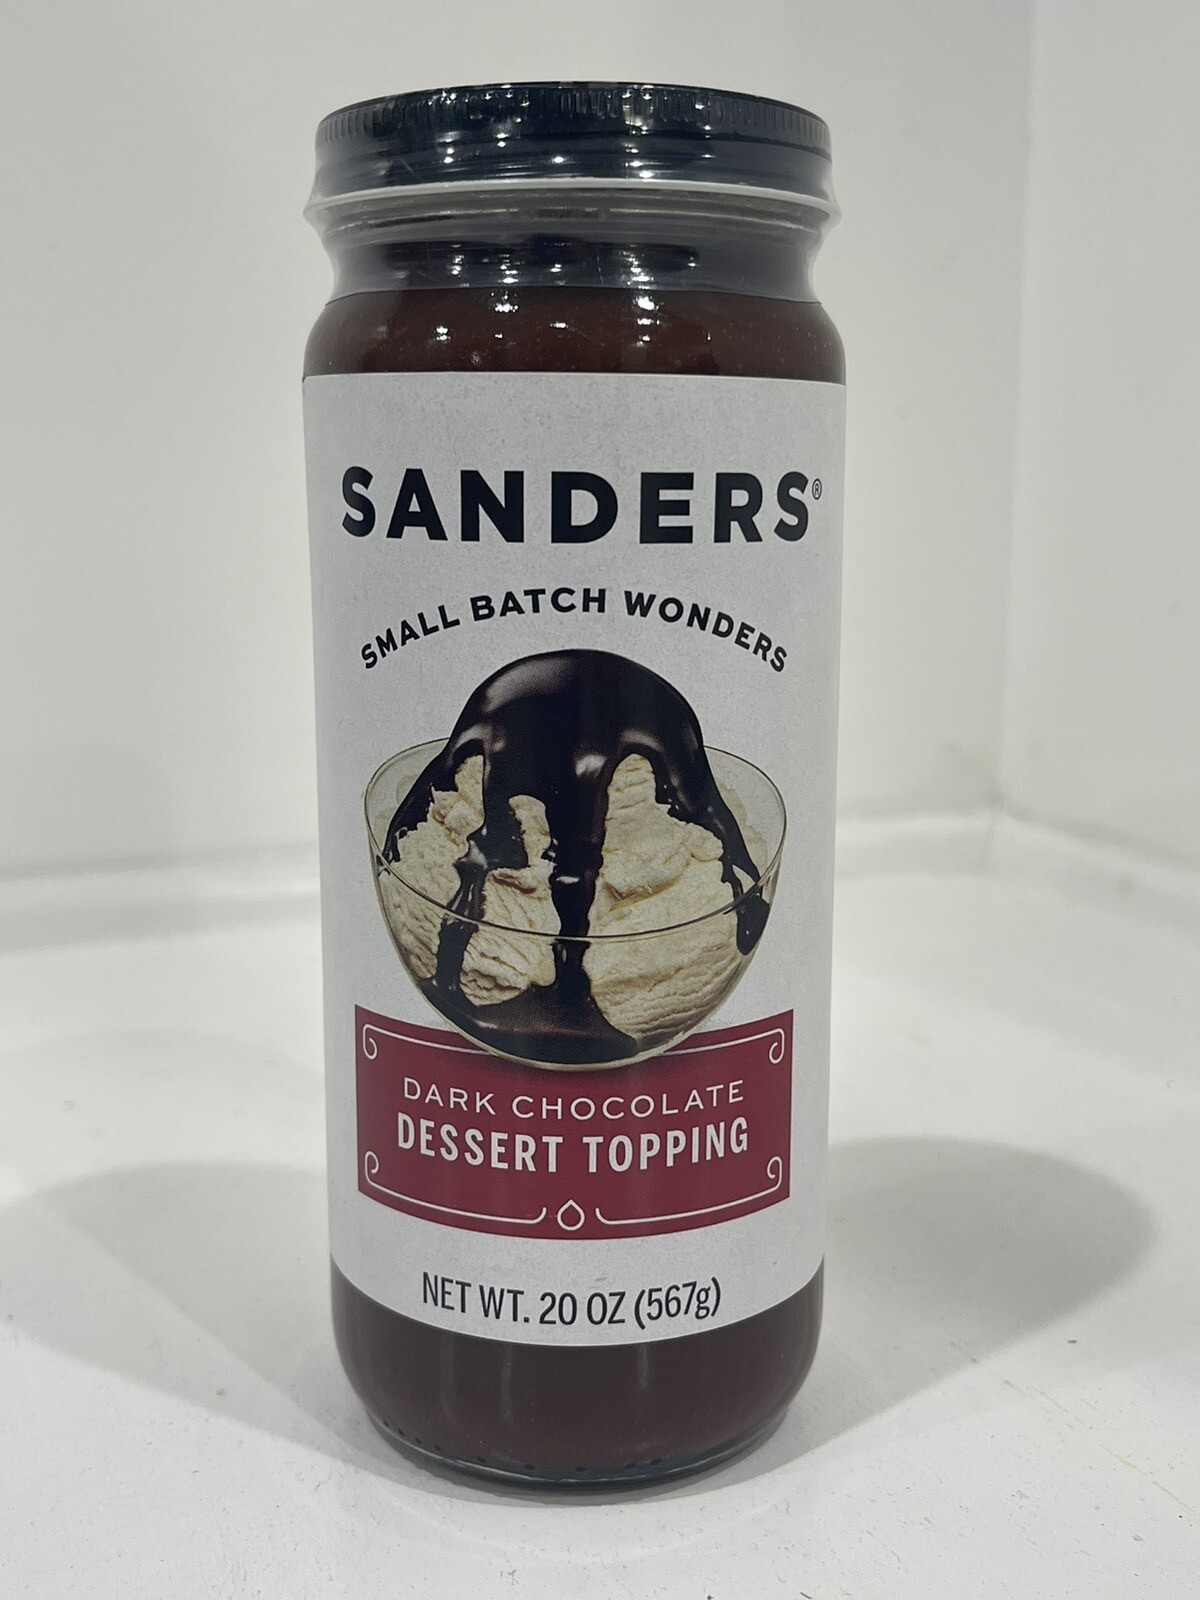 SANDERS®
SMALL BATCH WONDERS
DARK CHOCOLATE
DESSERT TOPPING
NET WT. 20 OZ (567g)